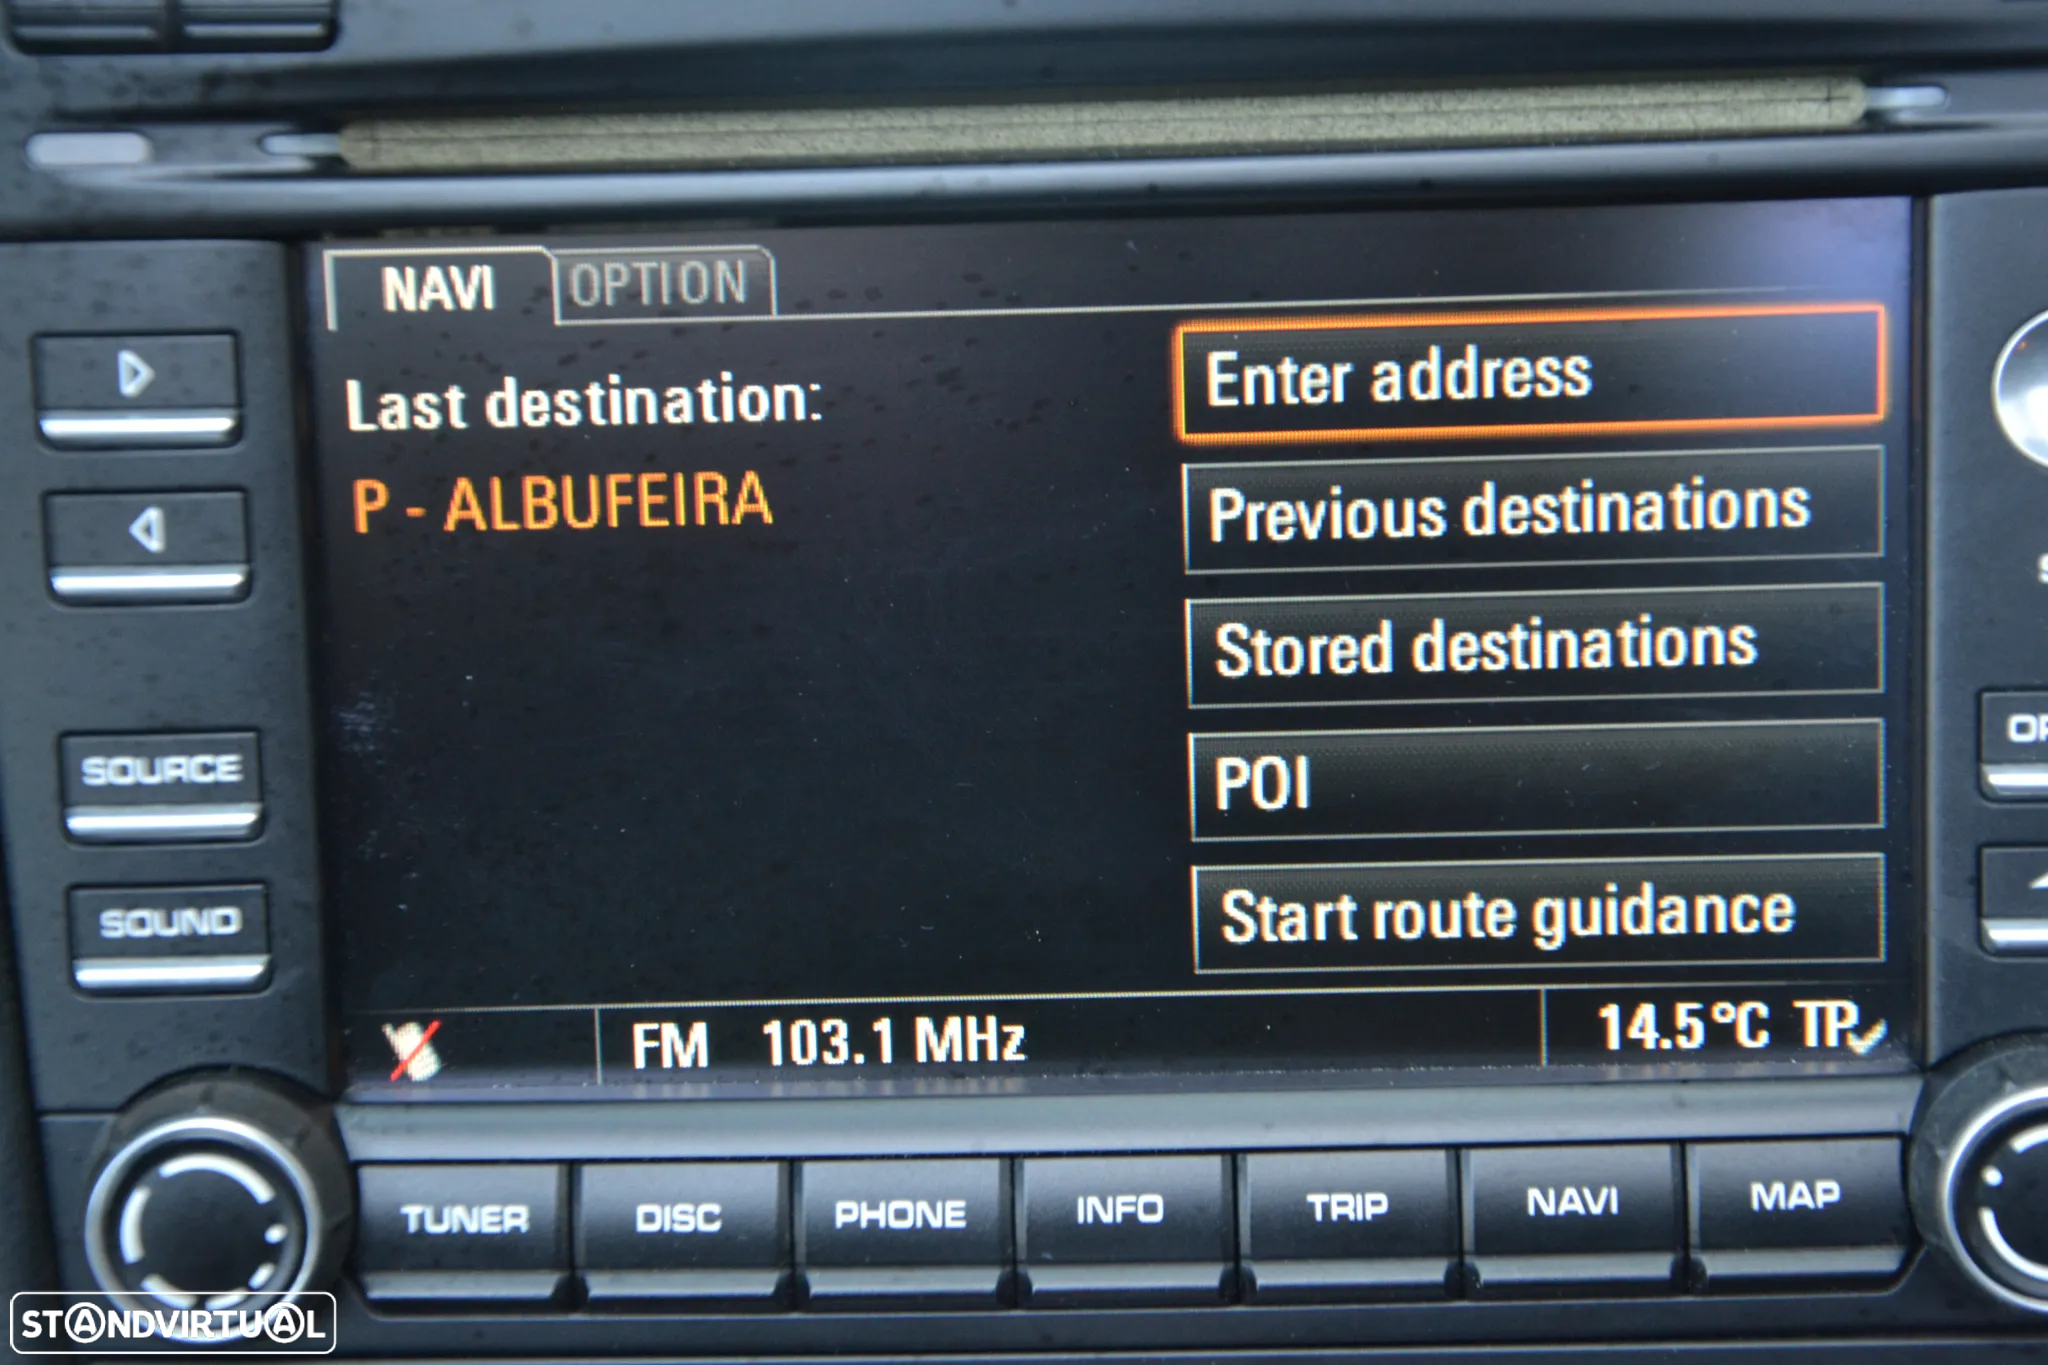 NAVI OPTION
Last destination:
P - ALBUFEIRA
Enter address
Previous destinations
Stored destinations
POI
Start route guidance
FM 103.1 MHz 14.5°C TP
SOURCE
SOUND
TUNER DISC PHONE INFO TRIP NAVI MAP
STANDVIRTUAL